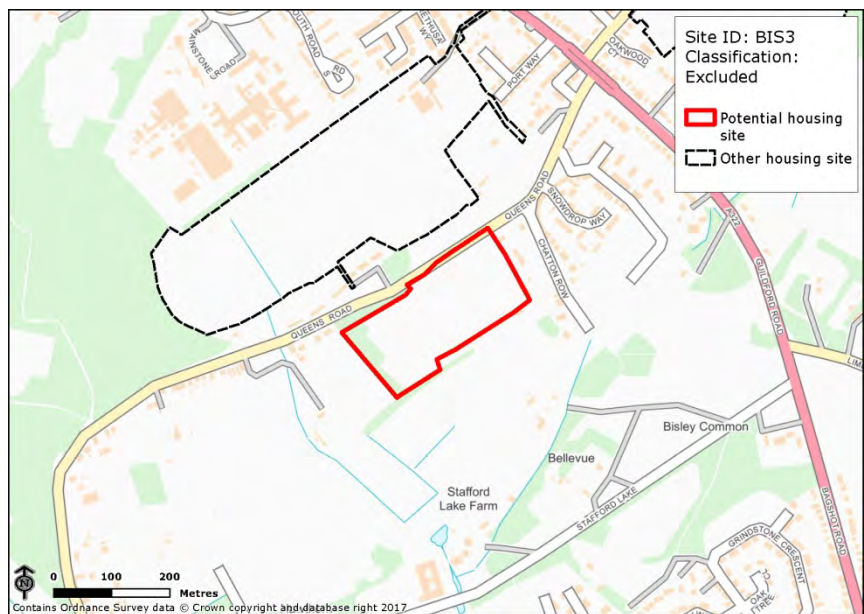 Site ID: BIS3
Classification:
Excluded
Potential housing
site
Other housing site
SOUTH ROAD
PORT WAY
OAKWOOD
CT
QUEENS ROAD
SNOWDROP WAY
CHATTON ROW
A322
GUILDFORD ROAD
QUEENS ROAD
Bisley Common
Bellevue
Stafford
Lake Farm
STAFFORD LAKE
BAGSHOT ROAD
GRINDSTONE CRESCENT
OAK
TREE
N
0 100 200
Metres
Contains Ordnance Survey data © Crown copyright and database right 2017